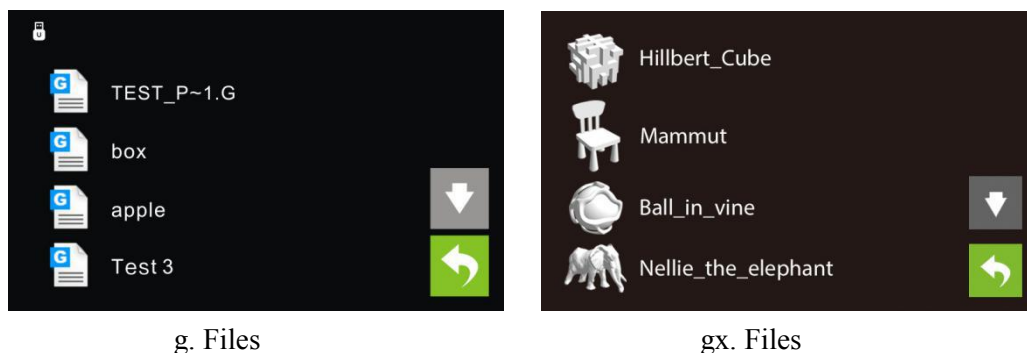 U
G TEST_P~1.G
G box
G apple
G Test 3
Hillbert_Cube
Mammut
Ball_in_vine
Nellie_the_elephant
g. Files
gx. Files